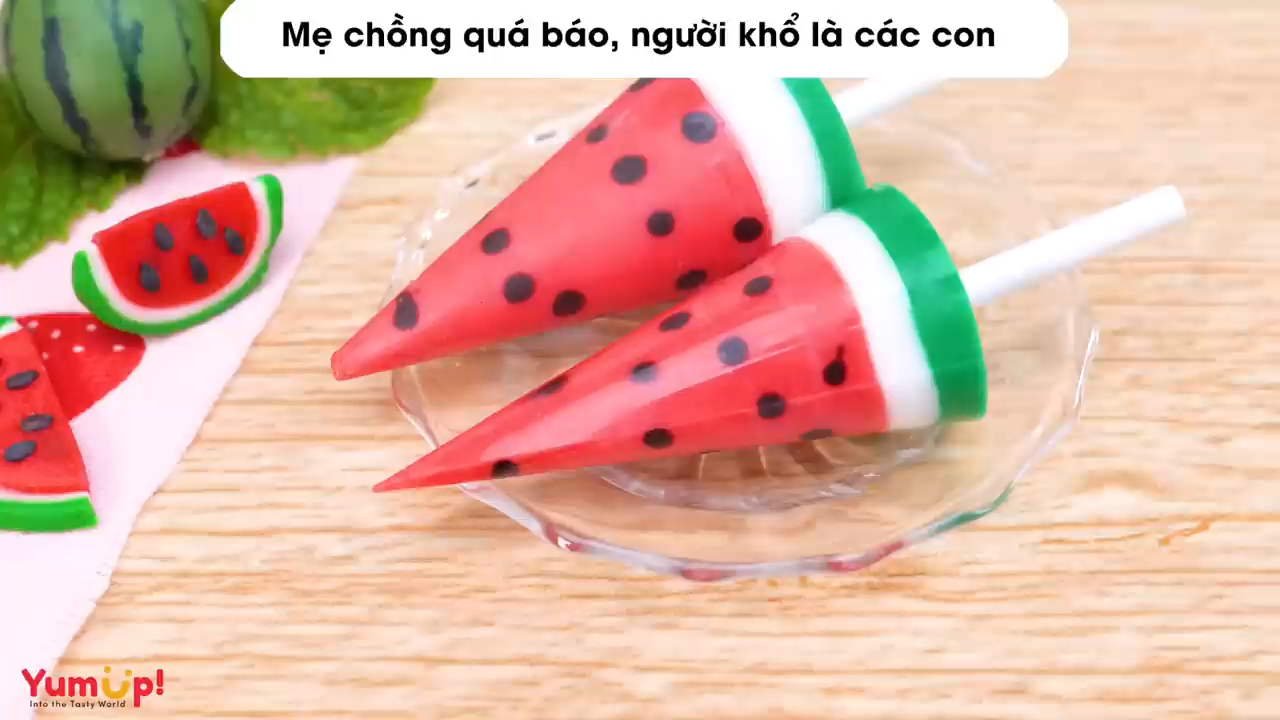 Mẹ chồng quá báo, người khổ là các con
YumUp!
Into the Tasty World